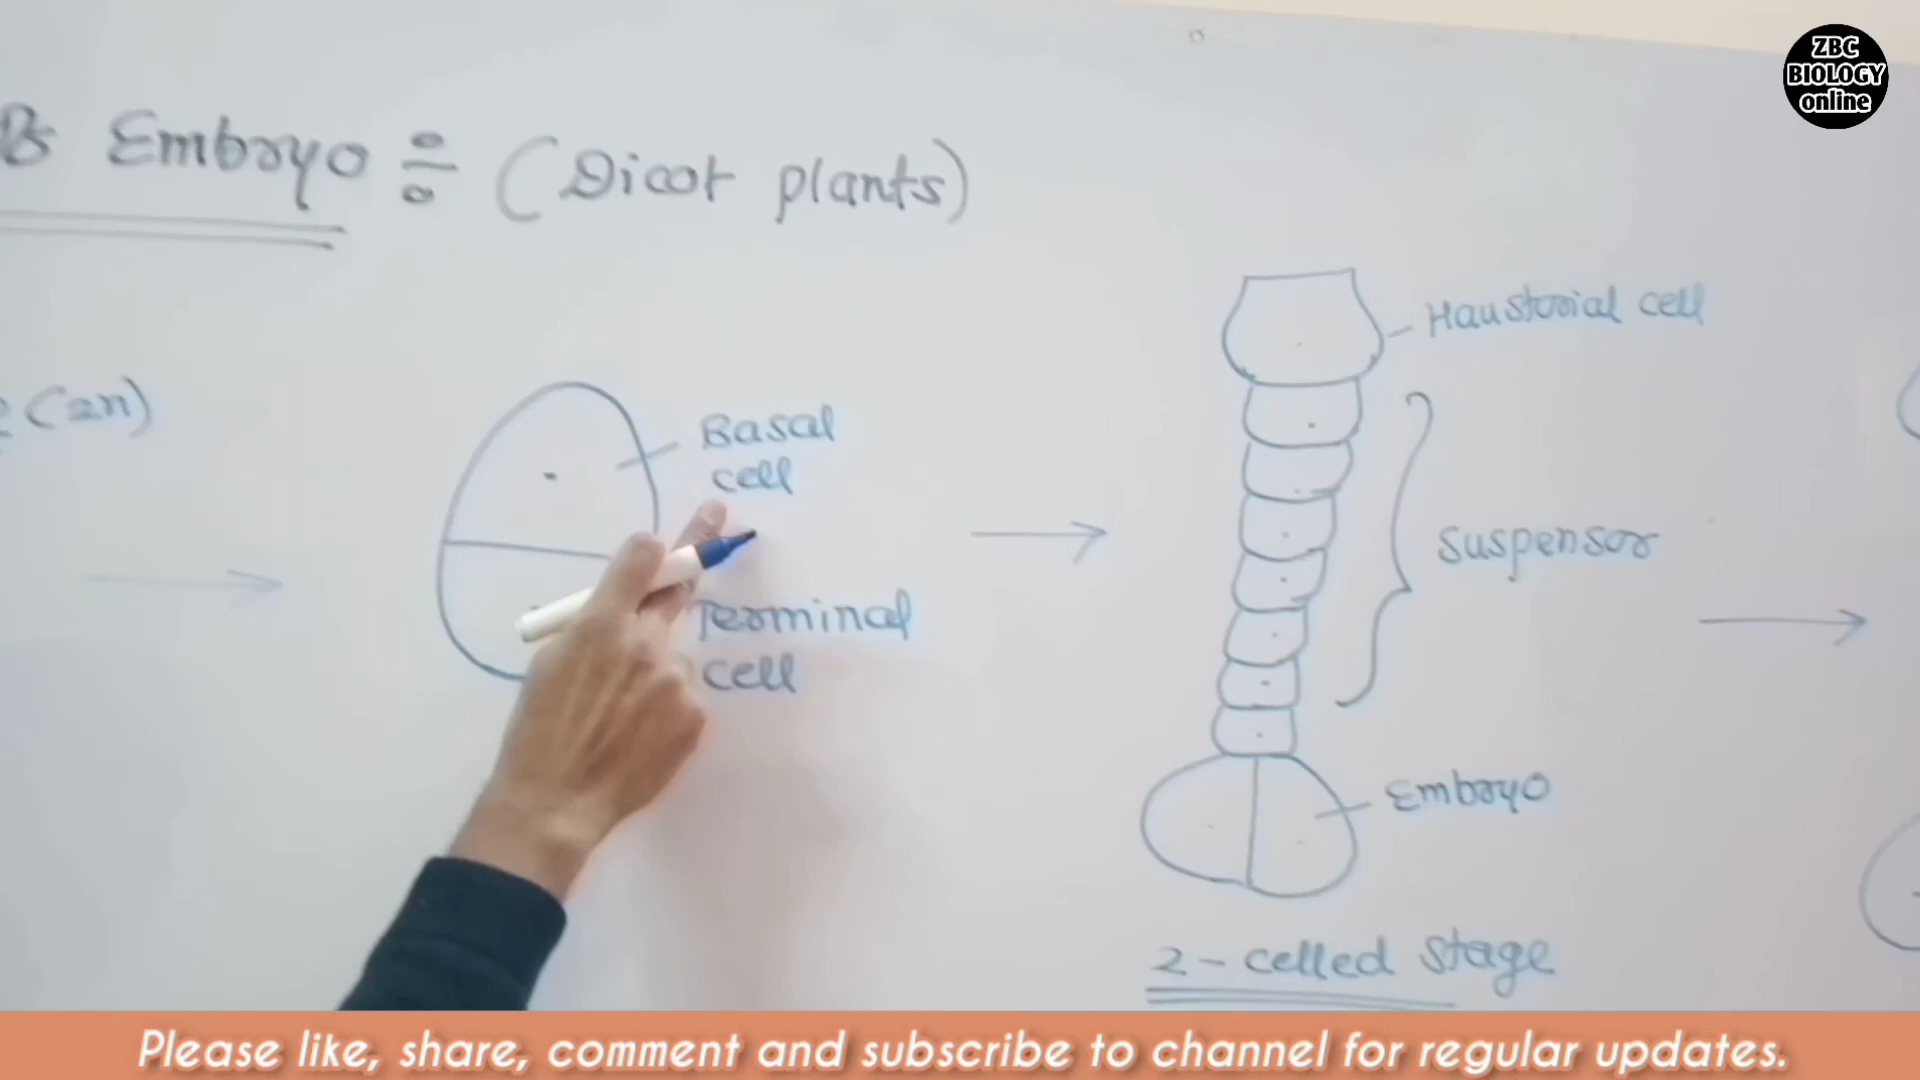 ZBC
BIOLOGY
online
Embryo ÷ (Dicot plants)
(2n)
Basal
cell
Terminal
cell
Haustorial cell
Suspensor
Embryo
2-celled stage
Please like, share, comment and subscribe to channel for regular updates.